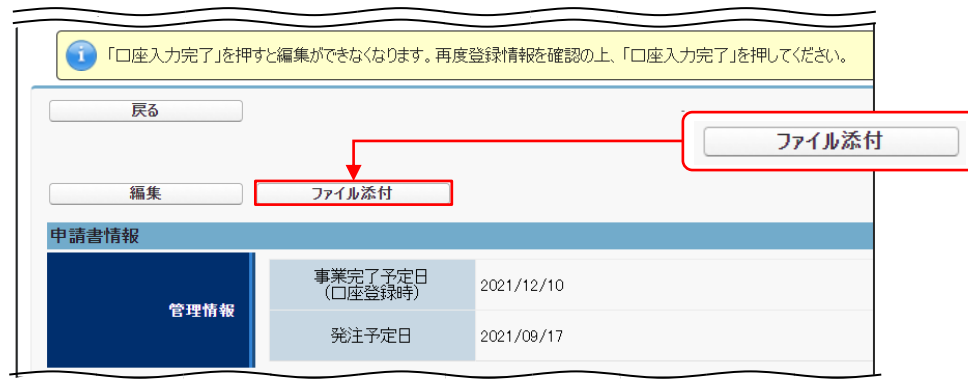 「口座入力完了」を押すと編集ができなくなります。再度登録情報を確認の上、「口座入力完了」を押してください。
戻る
ファイル添付
編集
ファイル添付
申請書情報
管理情報
事業完了予定日
（口座登録時）
2021/12/10
発注予定日
2021/09/17